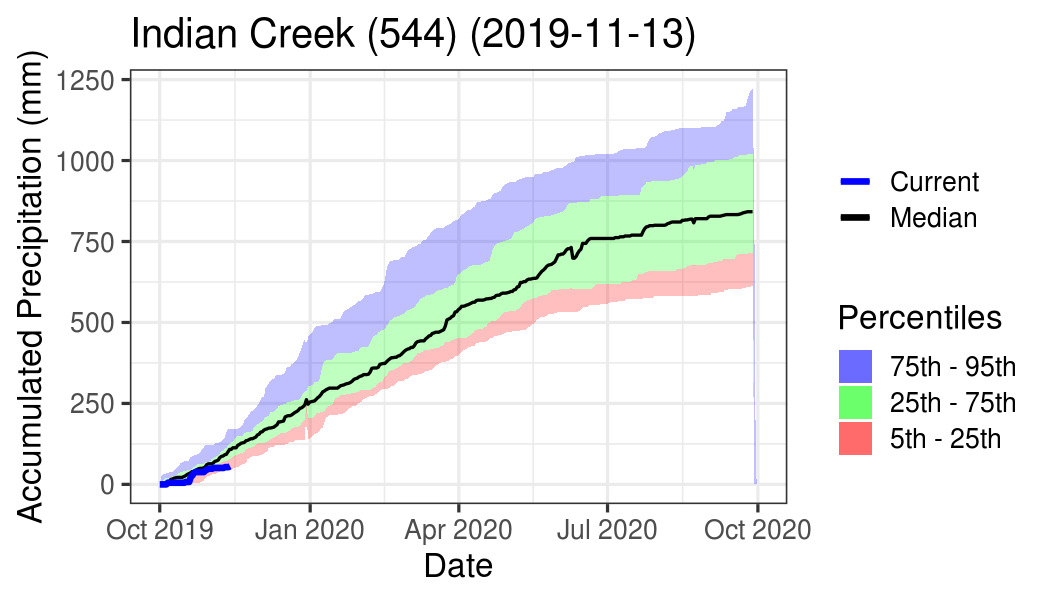 Indian Creek (544) (2019-11-13)
Accumulated Precipitation (mm)
1250
1000
750
500
250
0
Oct 2019
Jan 2020
Apr 2020
Jul 2020
Oct 2020
Date
Current
Median
Percentiles
75th - 95th
25th - 75th
5th - 25th